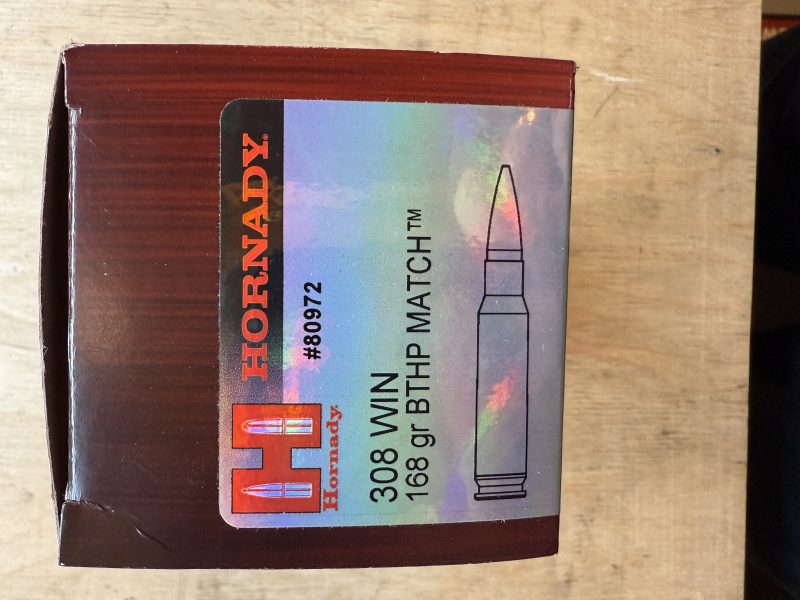 HORNADY®
Hornady®
#80972
308 WIN
168 gr BTHP MATCH™